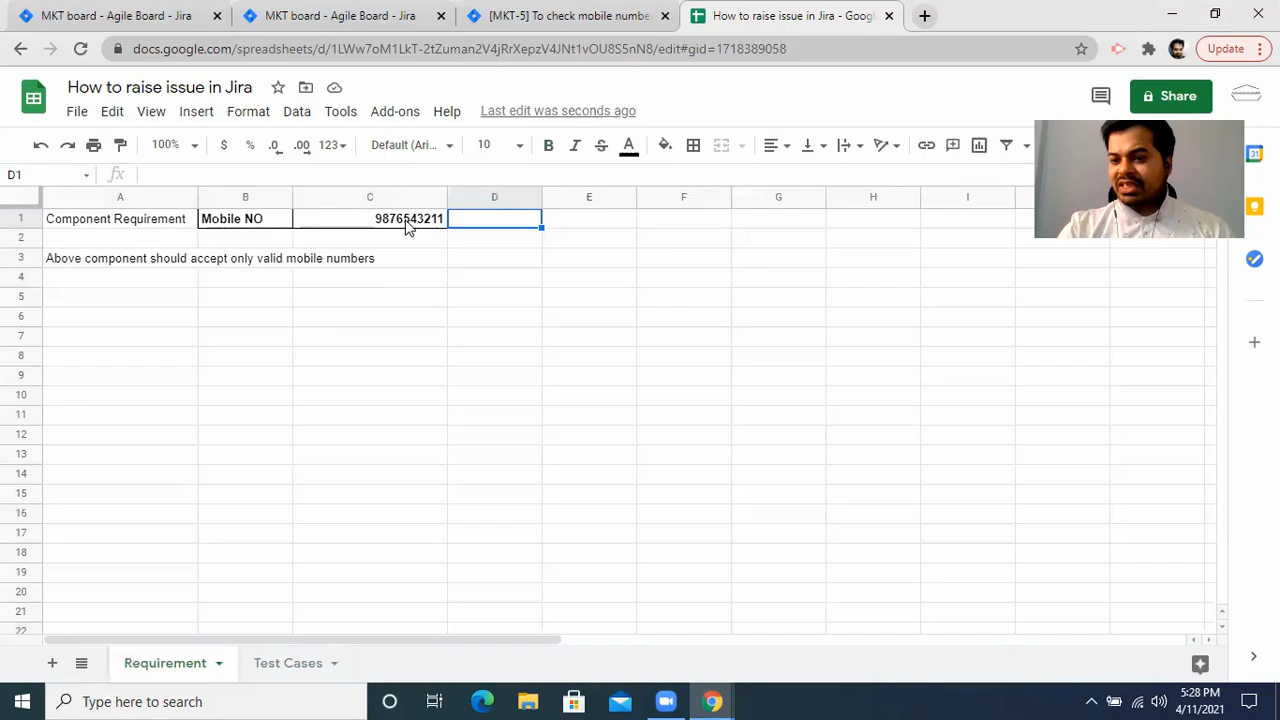 MKT board - Agile Board - Jira
MKT board - Agile Board - Jira
[MKT-5] To check mobile numbe
How to raise issue in Jira - Goog
docs.google.com/spreadsheets/d/1LWw7oM1LkT-2tZuman2V4jRrXepzV4JNt1vOU8S5nN8/edit#gid=1718389058
Update
How to raise issue in Jira
File Edit View Insert Format Data Tools Add-ons Help Last edit was seconds ago
Share
100% $ % .0 .00 123 Default (Ari... 10 B I S A
D1 fx
A B C D E F G H I
1 Component Requirement Mobile NO 9876543211
2
3 Above component should accept only valid mobile numbers
4
5
6
7
8
9
10
11
12
13
14
15
16
17
18
19
20
21
22
Requirement Test Cases
Type here to search
5:28 PM
4/11/2021